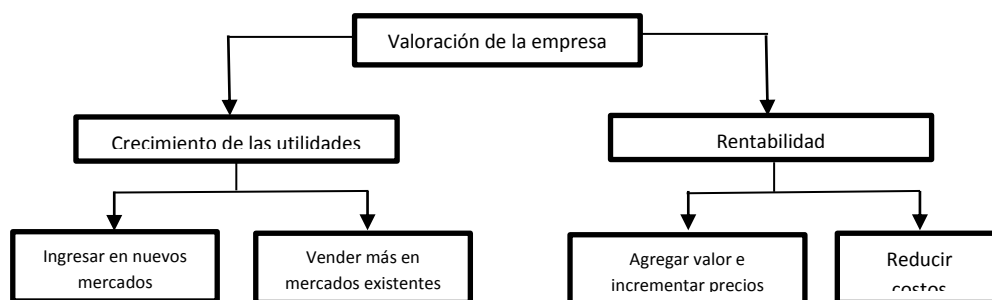 Valoración de la empresa
Crecimiento de las utilidades
Rentabilidad
Ingresar en nuevos
mercados
Vender más en
mercados existentes
Agregar valor e
incrementar precios
Reducir
costos